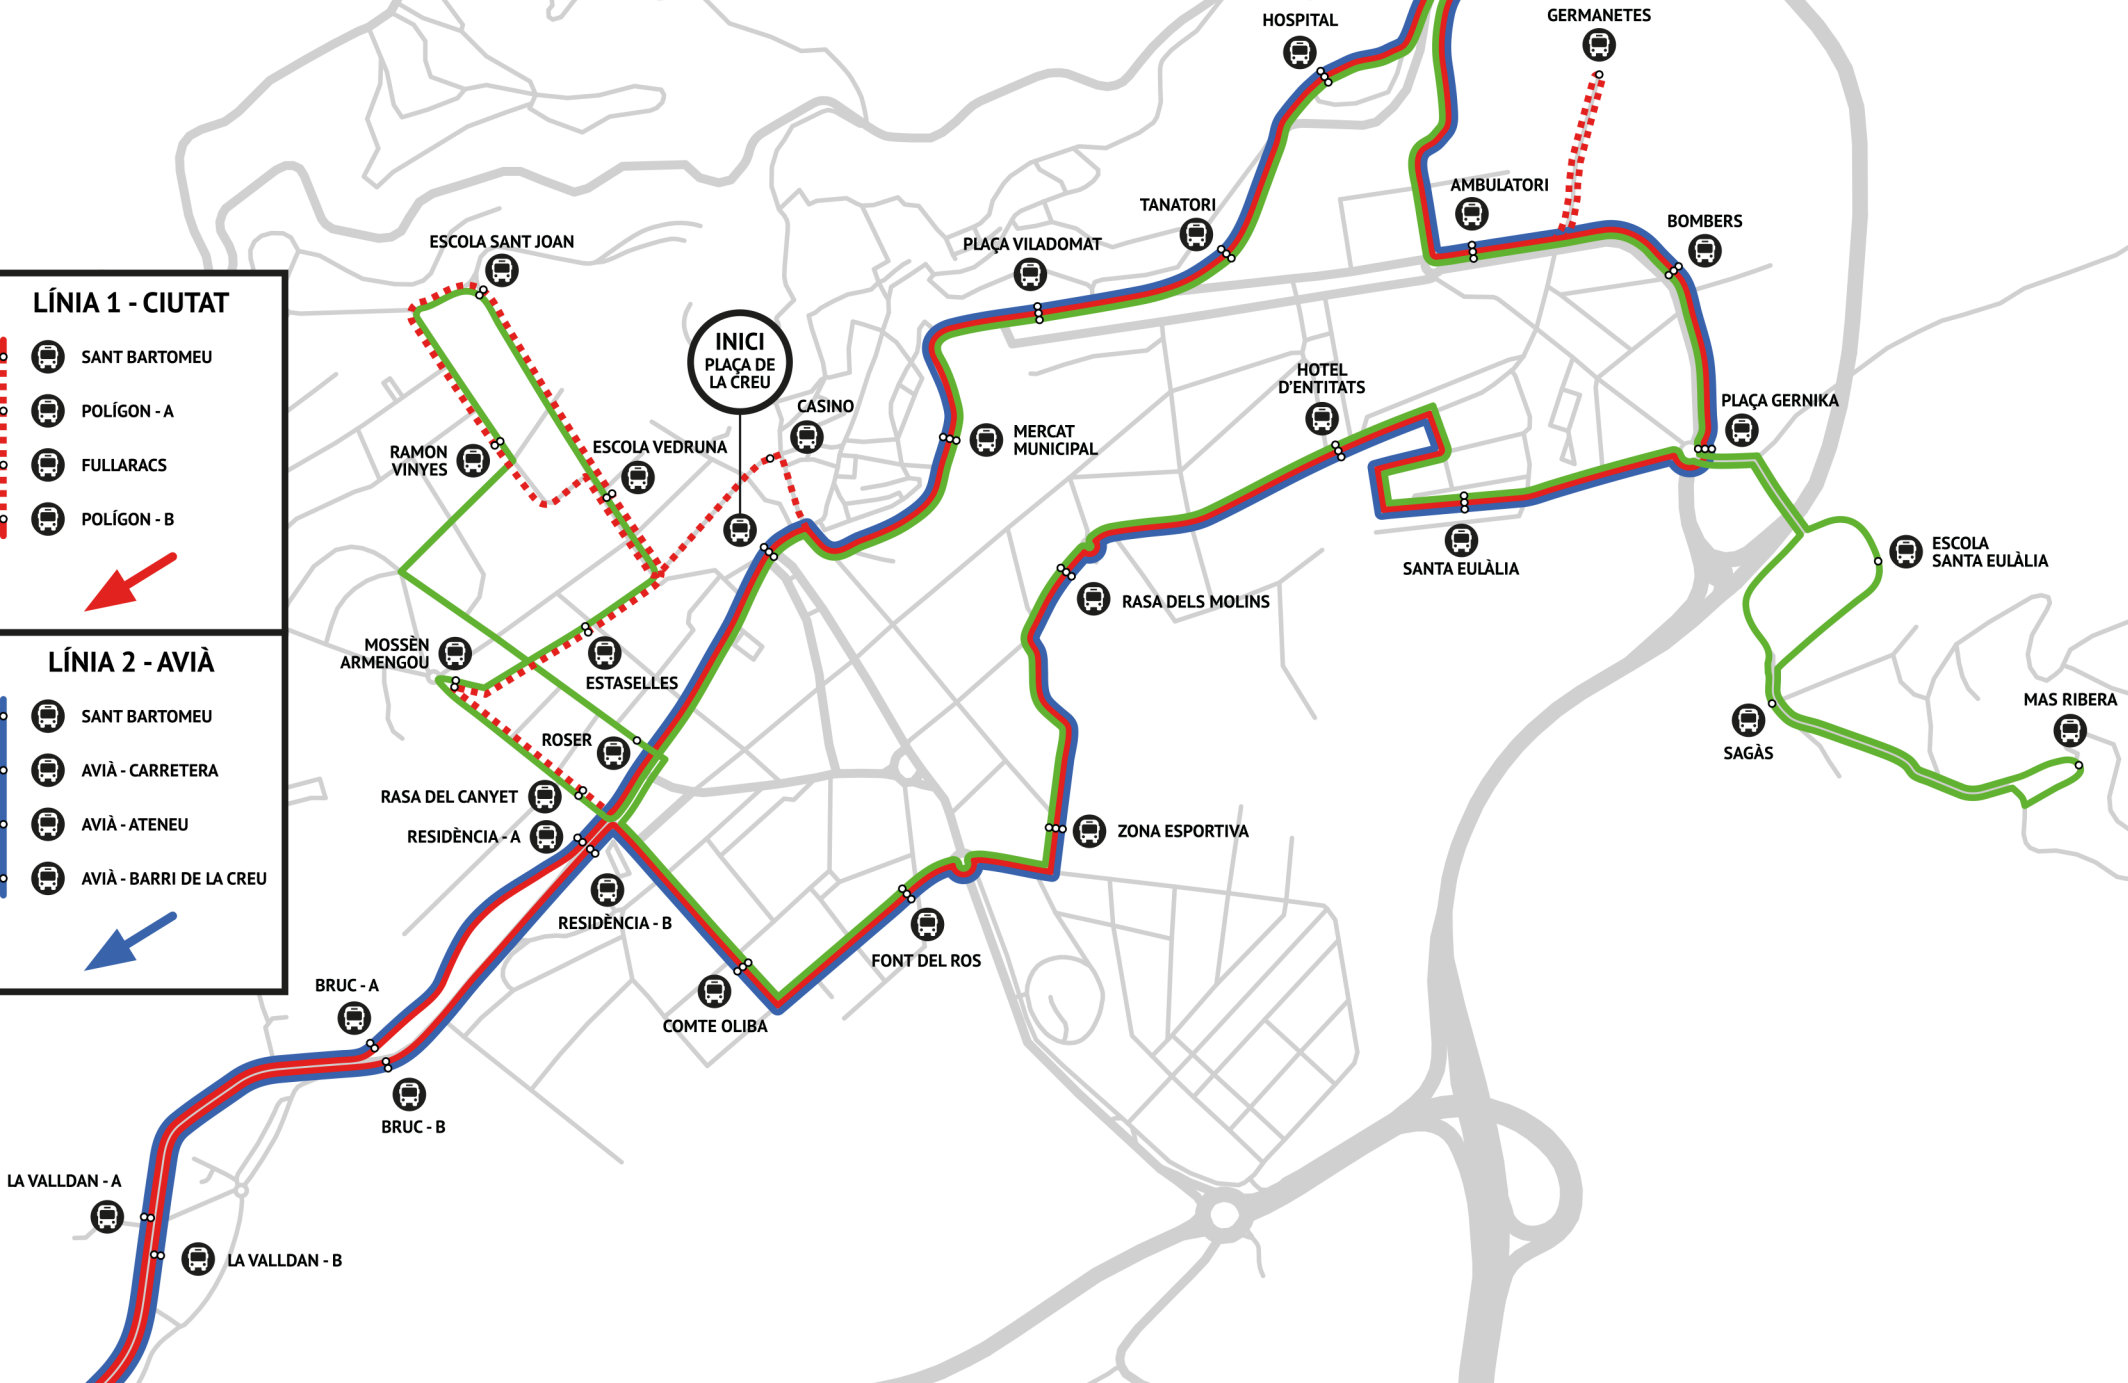 HOSPITAL
GERMANETES
AMBULATORI
TANATORI
BOMBERS
PLAÇA VILADOMAT
ESCOLA SANT JOAN
LÍNIA 1 - CIUTAT
SANT BARTOMEU
POLÍGON - A
FULLARACS
POLÍGON - B
INICI
PLAÇA DE
LA CREU
CASINO
HOTEL
D'ENTITATS
PLAÇA GERNIKA
MERCAT
MUNICIPAL
RAMON
VINYES
ESCOLA VEDRUNA
ESCOLA
SANTA EULÀLIA
SANTA EULÀLIA
RASA DELS MOLINS
LÍNIA 2 - AVIÀ
SANT BARTOMEU
AVIÀ - CARRETERA
AVIÀ - ATENEU
AVIÀ - BARRI DE LA CREU
MOSSÈN
ARMENGOU
ESTASELLES
MAS RIBERA
ROSER
SAGÀS
RASA DEL CANYET
RESIDÈNCIA - A
ZONA ESPORTIVA
RESIDÈNCIA - B
FONT DEL ROS
BRUC - A
COMTE OLIBA
BRUC - B
LA VALLDAN - A
LA VALLDAN - B